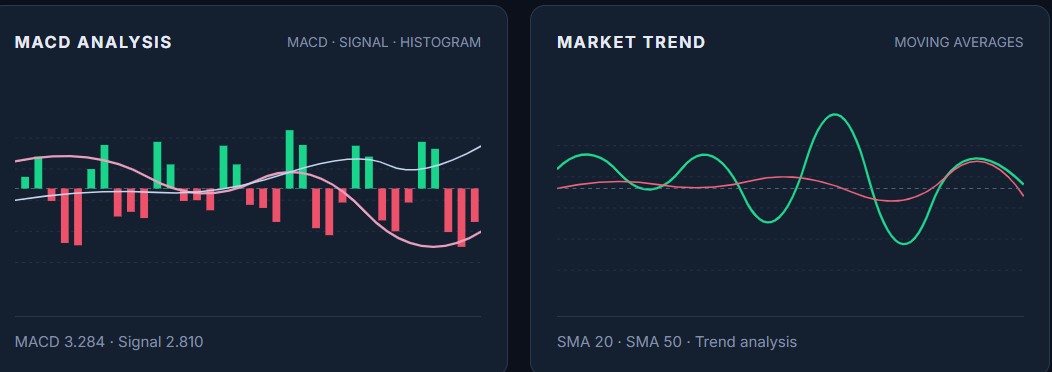 MACD ANALYSIS
MACD · SIGNAL · HISTOGRAM
MACD 3.284 · Signal 2.810
MARKET TREND
MOVING AVERAGES
SMA 20 · SMA 50 · Trend analysis